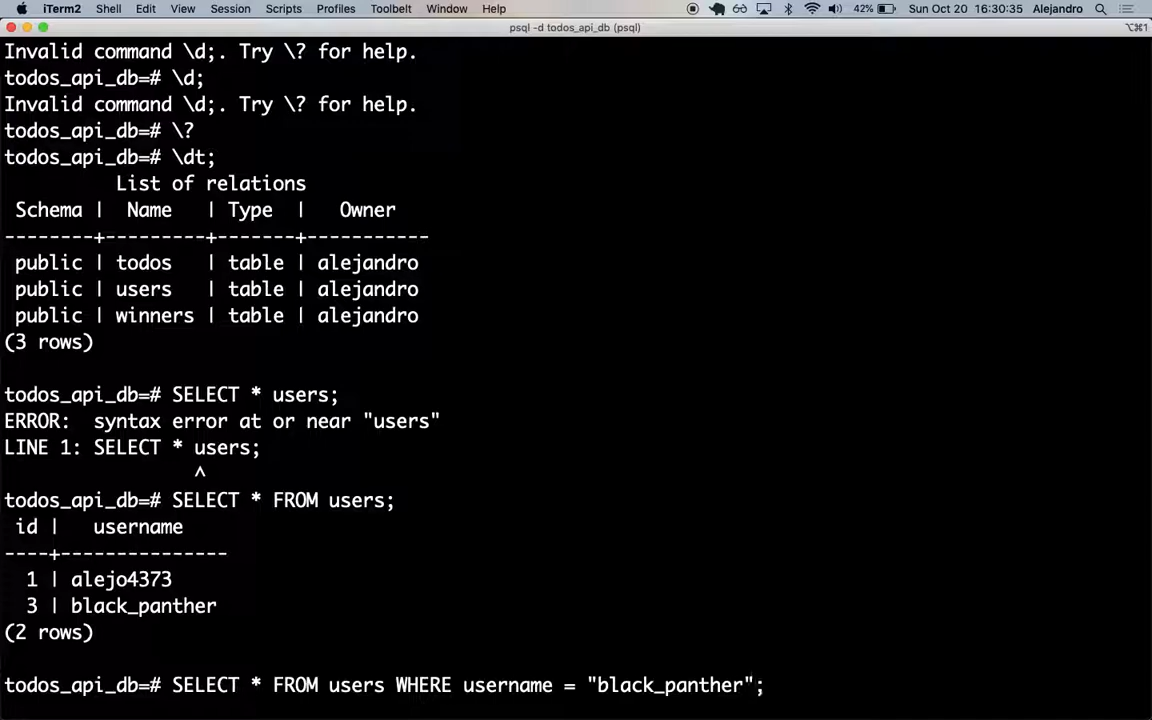 iTerm2 Shell Edit View Session Scripts Profiles Toolbelt Window Help 42% Sun Oct 20 16:30:35 Alejandro
psql -d todos_api_db (psql) ⌥⌘1
Invalid command \d;. Try \? for help.
todos_api_db=# \d;
Invalid command \d;. Try \? for help.
todos_api_db=# \?
todos_api_db=# \dt;
          List of relations
 Schema |  Name   | Type  |   Owner
--------+---------+-------+-----------
 public | todos   | table | alejandro
 public | users   | table | alejandro
 public | winners | table | alejandro
(3 rows)
todos_api_db=# SELECT * users;
ERROR:  syntax error at or near "users"
LINE 1: SELECT * users;
                 ^
todos_api_db=# SELECT * FROM users;
 id |   username
----+---------------
  1 | alejo4373
  3 | black_panther
(2 rows)
todos_api_db=# SELECT * FROM users WHERE username = "black_panther";